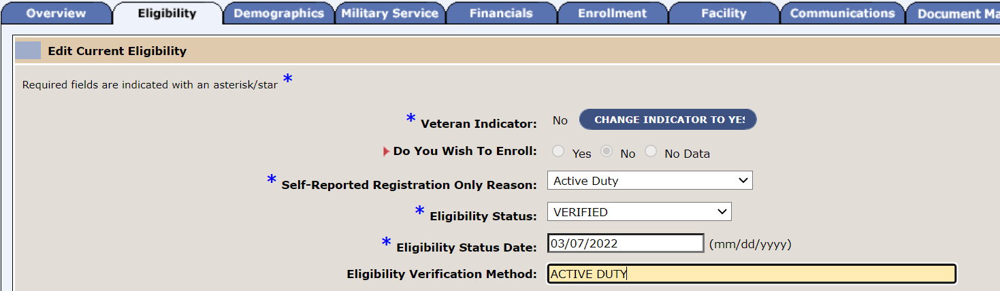 Overview Eligibility Demographics Military Service Financials Enrollment Facility Communications Document
Edit Current Eligibility
Required fields are indicated with an asterisk/star *
* Veteran Indicator: No CHANGE INDICATOR TO YES
Do You Wish To Enroll: Yes No No Data
* Self-Reported Registration Only Reason: Active Duty
* Eligibility Status: VERIFIED
* Eligibility Status Date: 03/07/2022 (mm/dd/yyyy)
Eligibility Verification Method: ACTIVE DUTY